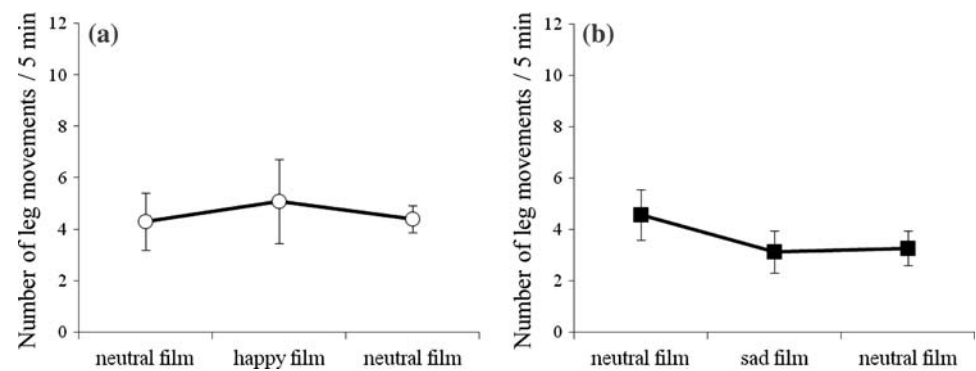 (a)
Number of leg movements / 5 min
12
10
8
6
4
2
0
neutral film happy film neutral film
(b)
Number of leg movements / 5 min
12
10
8
6
4
2
0
neutral film sad film neutral film